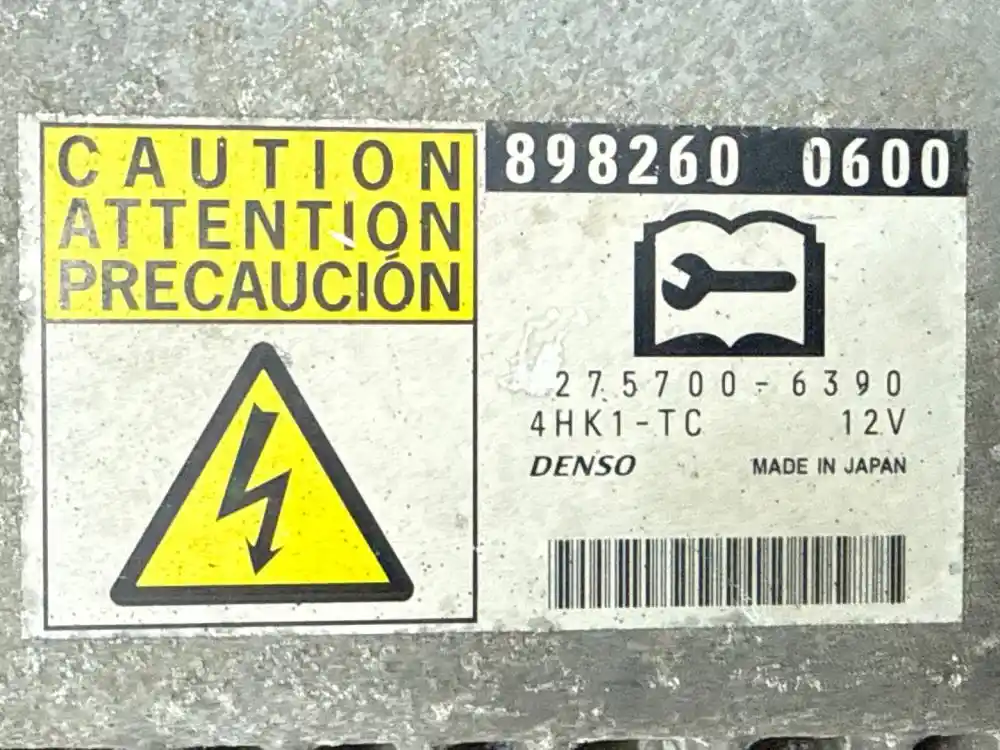 CAUTION
ATTENTION
PRECAUCIÓN
898260 0600
275700-6390
4HK1-TC 12V
DENSO MADE IN JAPAN